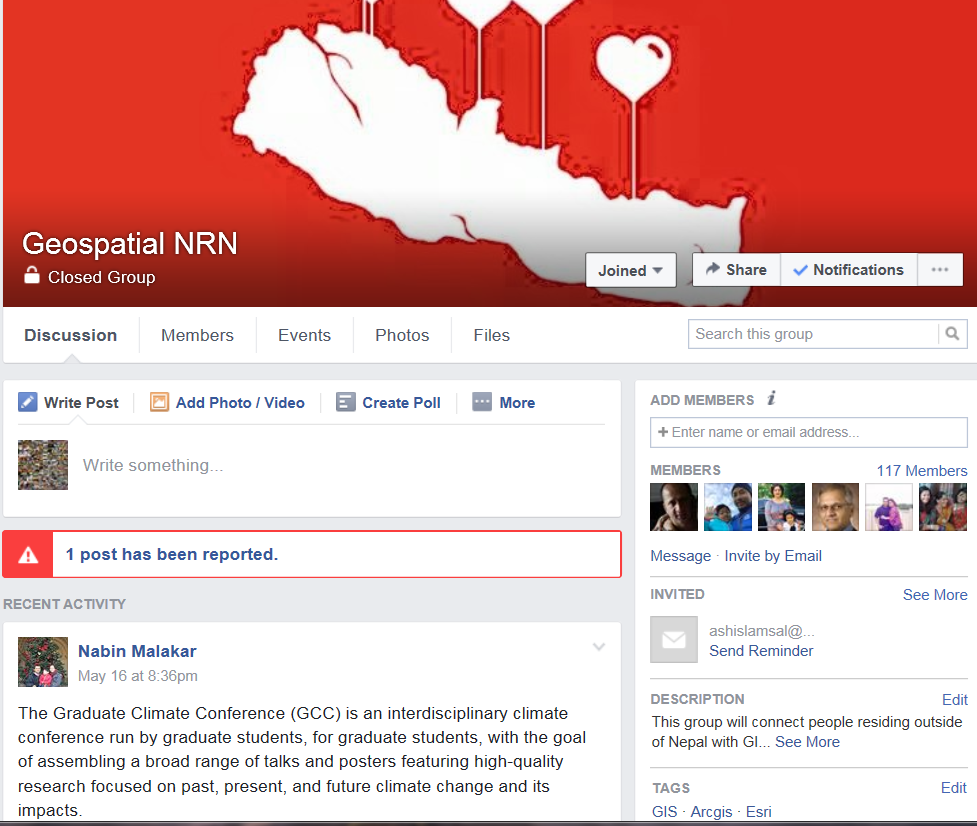 Geospatial NRN
Closed Group
Joined
Share
Notifications
Discussion
Members
Events
Photos
Files
Search this group
Write Post
Add Photo / Video
Create Poll
More
Write something...
1 post has been reported.
RECENT ACTIVITY
Nabin Malakar
May 16 at 8:36pm
The Graduate Climate Conference (GCC) is an interdisciplinary climate
conference run by graduate students, for graduate students, with the goal
of assembling a broad range of talks and posters featuring high-quality
research focused on past, present, and future climate change and its
impacts.
ADD MEMBERS i
+ Enter name or email address...
MEMBERS 117 Members
Message · Invite by Email
INVITED See More
ashislamsal@...
Send Reminder
DESCRIPTION Edit
This group will connect people residing outside
of Nepal with GI... See More
TAGS Edit
GIS · Arcgis · Esri